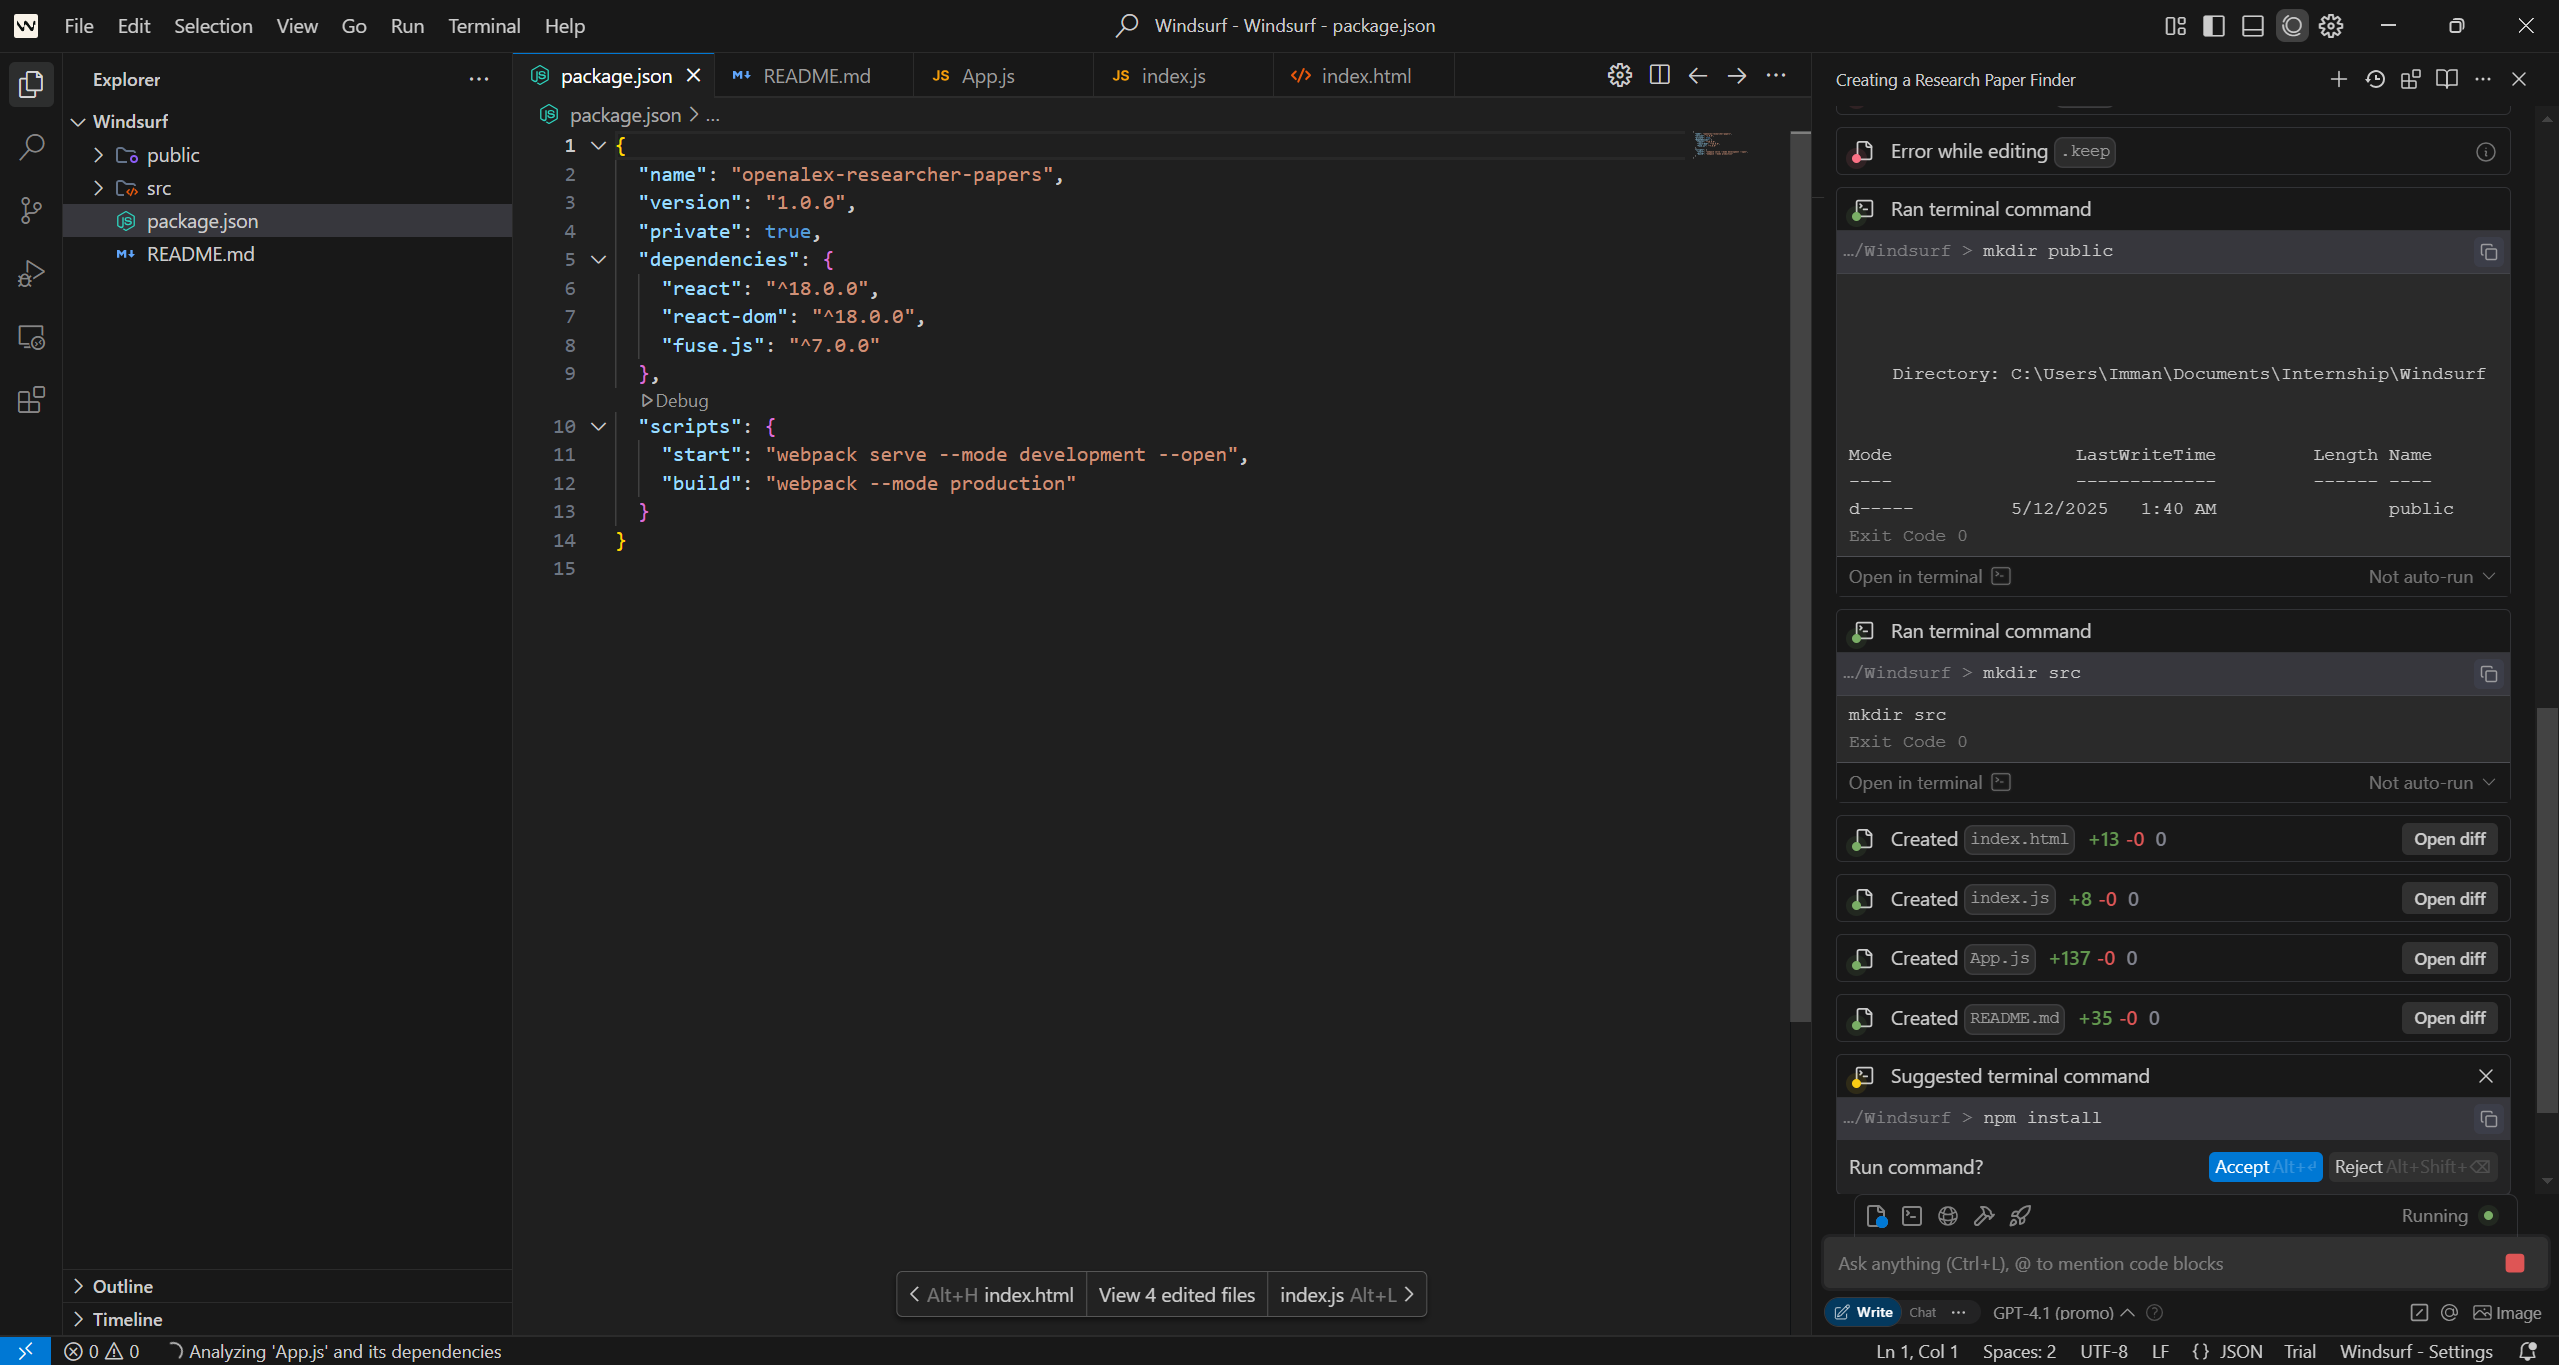 File Edit Selection View Go Run Terminal Help
Windsurf - Windsurf - package.json
Explorer
Windsurf
public
src
package.json
README.md
Outline
Timeline
package.json
README.md
JS App.js
JS index.js
index.html
package.json > ...
1 {
2 "name": "openalex-researcher-papers",
3 "version": "1.0.0",
4 "private": true,
5 "dependencies": {
6 "react": "^18.0.0",
7 "react-dom": "^18.0.0",
8 "fuse.js": "^7.0.0"
9 },
Debug
10 "scripts": {
11 "start": "webpack serve --mode development --open",
12 "build": "webpack --mode production"
13 }
14 }
15
Alt+H index.html
View 4 edited files
index.js Alt+L
Creating a Research Paper Finder
Error while editing .keep
Ran terminal command
.../Windsurf > mkdir public
Directory: C:\Users\Imman\Documents\Internship\Windsurf
Mode LastWriteTime Length Name
---- ------------- ------ ----
d----- 5/12/2025 1:40 AM public
Exit Code 0
Open in terminal
Not auto-run
Ran terminal command
.../Windsurf > mkdir src
mkdir src
Exit Code 0
Open in terminal
Not auto-run
Created index.html +13 -0 0 Open diff
Created index.js +8 -0 0 Open diff
Created App.js +137 -0 0 Open diff
Created README.md +35 -0 0 Open diff
Suggested terminal command
.../Windsurf > npm install
Run command?
Accept Alt+⏎
Reject Alt+Shift+⌫
Running
Ask anything (Ctrl+L), @ to mention code blocks
Write Chat ... GPT-4.1 (promo)
Image
0 0 Analyzing 'App.js' and its dependencies
Ln 1, Col 1 Spaces: 2 UTF-8 LF {} JSON Trial Windsurf - Settings